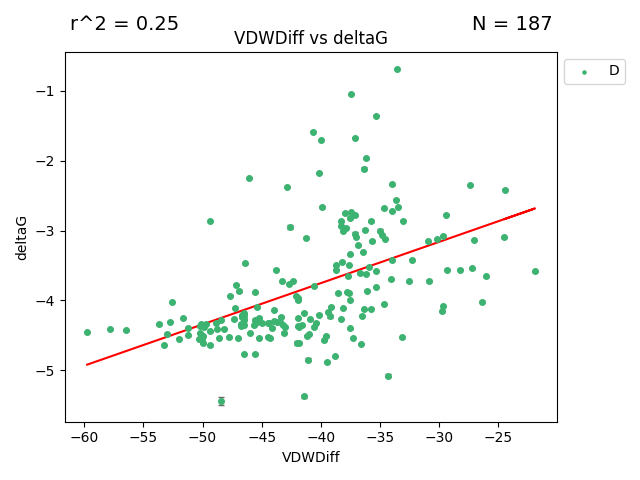 r^2 = 0.25
N = 187
VDWDiff vs deltaG
D
−1
−2
−3
−4
−5
deltaG
−60 −55 −50 −45 −40 −35 −30 −25
VDWDiff